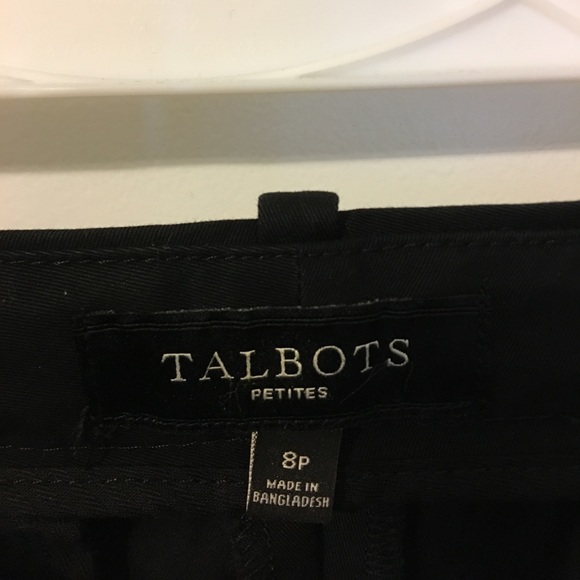 TALBOTS
PETITES
8P
MADE IN
BANGLADESH